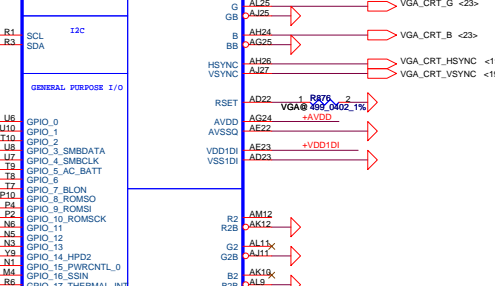 G AL25 VGA_CRT_G <23>
GB AJ25
R1 SCL I2C
R3 SDA
B AH24 VGA_CRT_B <23>
BB AG25
HSYNC AH26 VGA_CRT_HSYNC
VSYNC AJ27 VGA_CRT_VSYNC
GENERAL PURPOSE I/O
RSET AD22 1 R876 2
VGA@ 499_0402_1%
U6 GPIO_0 AVDD AG24 +AVDD
U10 GPIO_1 AVSSQ AE22
T10 GPIO_2
U8 GPIO_3_SMBDATA
U7 GPIO_4_SMBCLK VDD1DI AE23 +VDD1DI
T9 GPIO_5_AC_BATT VSS1DI AD23
T8 GPIO_6
T7 GPIO_7_BLON
P10 GPIO_8_ROMSO
P4 GPIO_9_ROMSI
P2 GPIO_10_ROMSCK R2 AM12
N6 GPIO_11 R2B AK12
N5 GPIO_12
N3 GPIO_13 G2 AL11
Y9 GPIO_14_HPD2 G2B AJ11
N1 GPIO_15_PWRCNTL_0
M4 GPIO_16_SSIN B2 AK10
R6 GPIO_17_THERMAL_INT B2B AL9